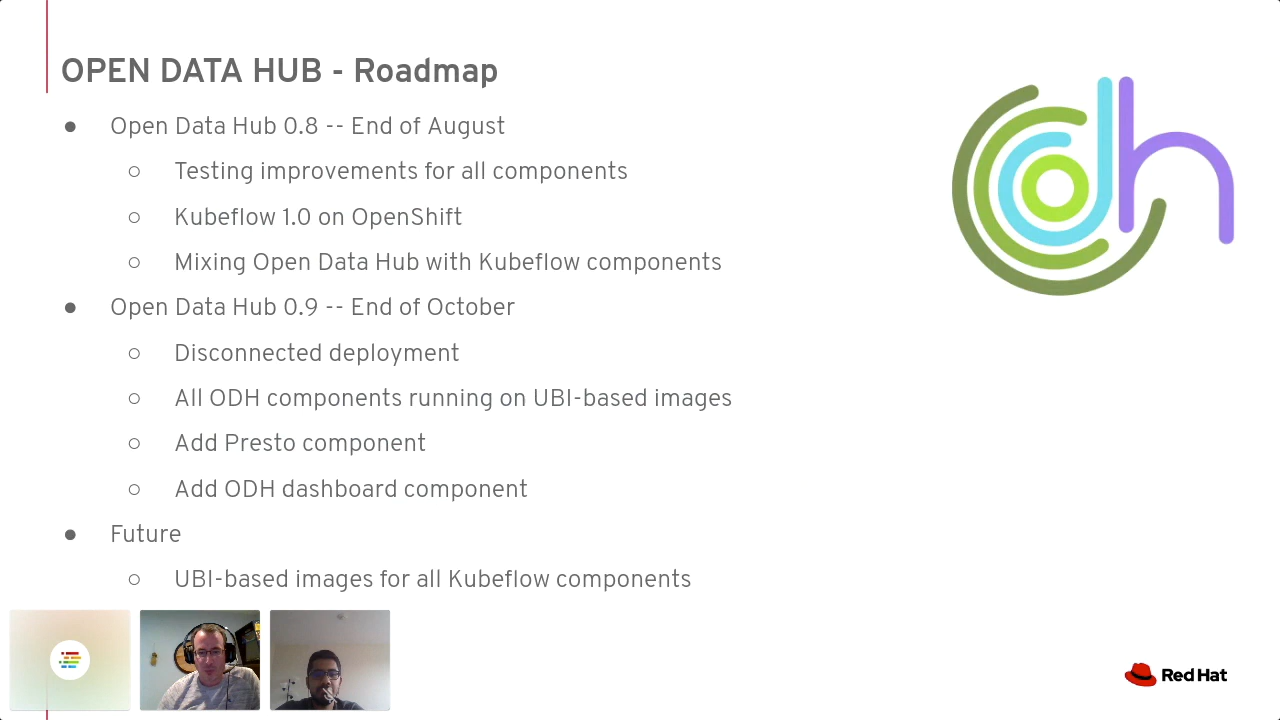 OPEN DATA HUB - Roadmap
● Open Data Hub 0.8 -- End of August
○ Testing improvements for all components
○ Kubeflow 1.0 on OpenShift
○ Mixing Open Data Hub with Kubeflow components
● Open Data Hub 0.9 -- End of October
○ Disconnected deployment
○ All ODH components running on UBI-based images
○ Add Presto component
○ Add ODH dashboard component
● Future
○ UBI-based images for all Kubeflow components
odh
Red Hat